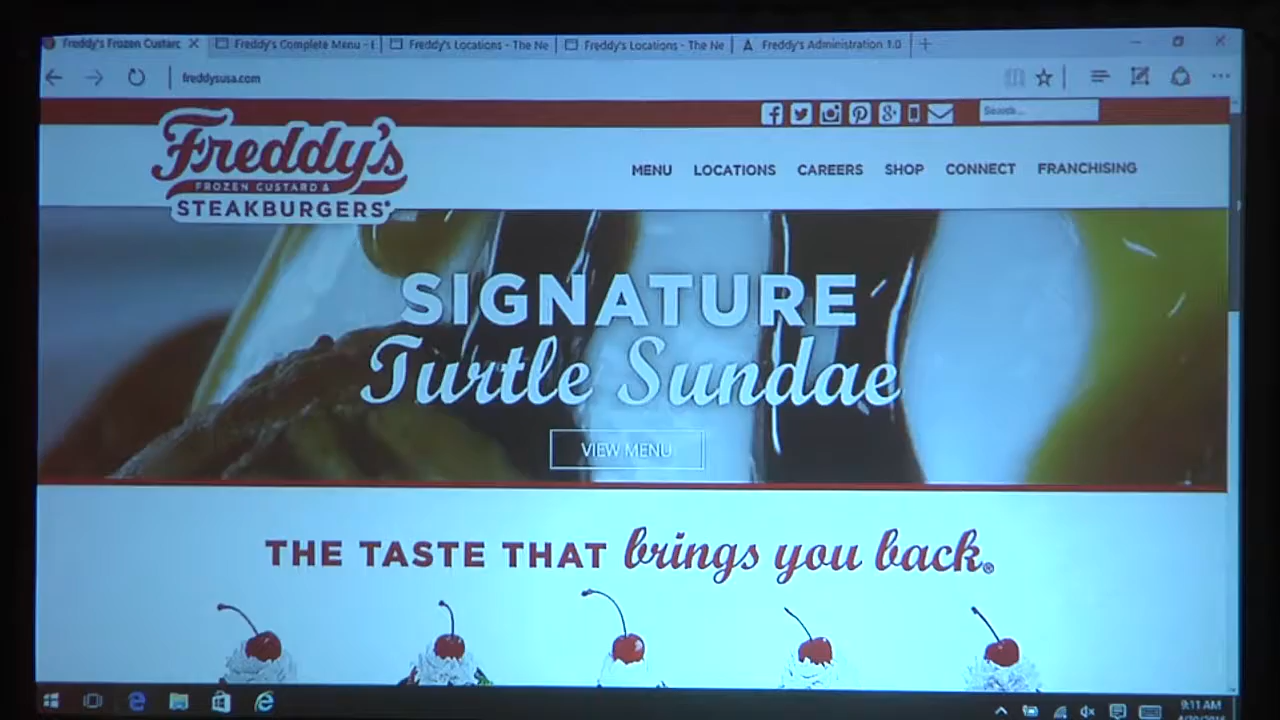 Freddy's Frozen Custarc
Freddy's Complete Menu - E
Freddy's Locations - The Ne
Freddy's Locations - The Ne
Freddy's Administration 1.0
freddysusa.com
Search...
Freddy's
FROZEN CUSTARD &
STEAKBURGERS®
MENU LOCATIONS CAREERS SHOP CONNECT FRANCHISING
SIGNATURE
Turtle Sundae
VIEW MENU
THE TASTE THAT brings you back®
9:11 AM